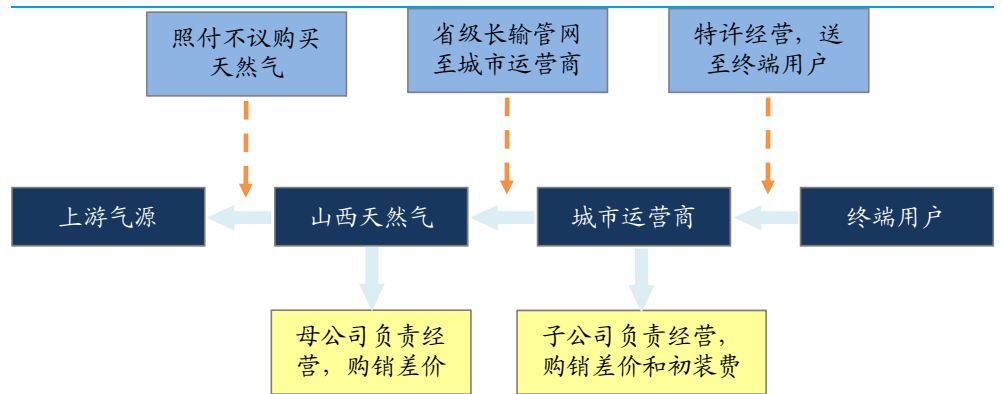 照付不议购买
天然气
省级长输管网
至城市运营商
特许经营，送
至终端用户
上游气源
山西天然气
城市运营商
终端用户
母公司负责经
营，购销差价
子公司负责经营，
购销差价和初装费